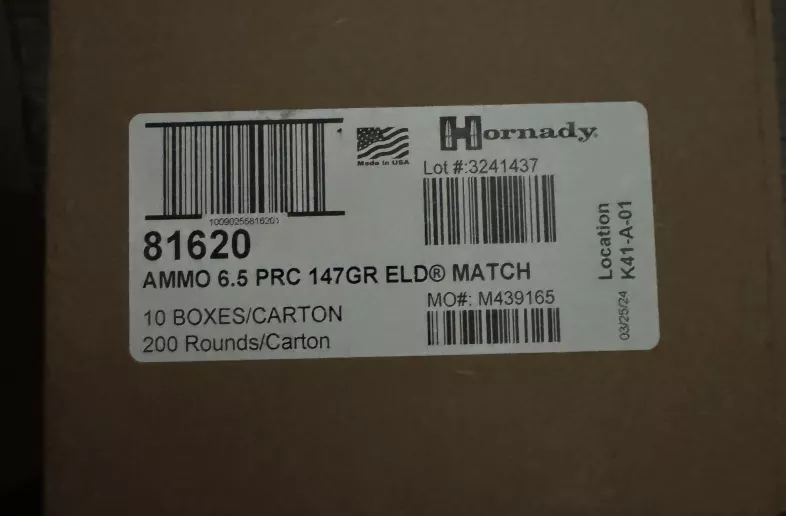 10090255816201
Made in USA
Hornady
Lot #:3241437
81620
AMMO 6.5 PRC 147GR ELD® MATCH
10 BOXES/CARTON
200 Rounds/Carton
MO#: M439165
Location
K41-A-01
03/25/24